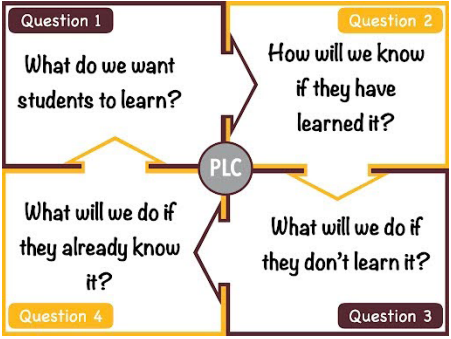 Question 1
What do we want
students to learn?
Question 2
How will we know
if they have
learned it?
PLC
What will we do if
they don't learn it?
Question 3
What will we do if
they already know
it?
Question 4